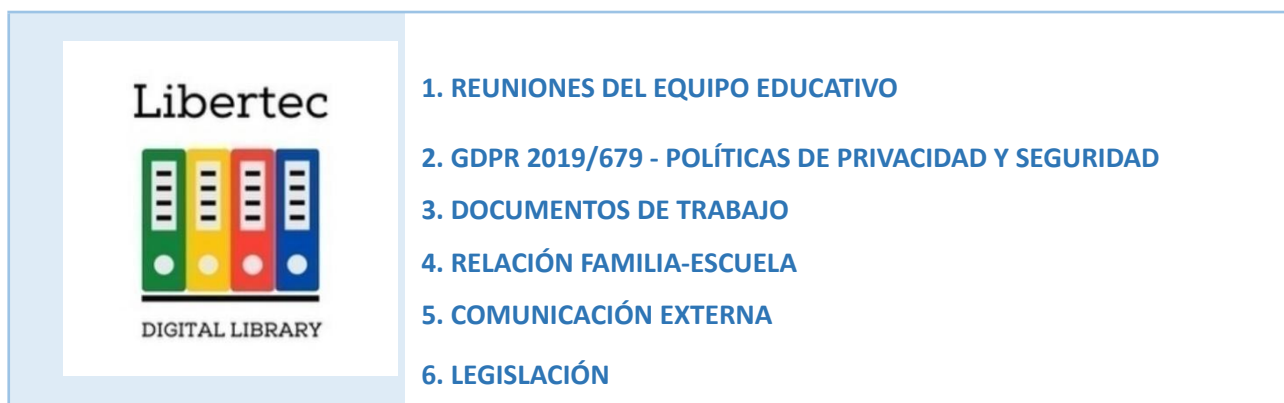 Libertec
DIGITAL LIBRARY
1. REUNIONES DEL EQUIPO EDUCATIVO
2. GDPR 2019/679 - POLÍTICAS DE PRIVACIDAD Y SEGURIDAD
3. DOCUMENTOS DE TRABAJO
4. RELACIÓN FAMILIA-ESCUELA
5. COMUNICACIÓN EXTERNA
6. LEGISLACIÓN